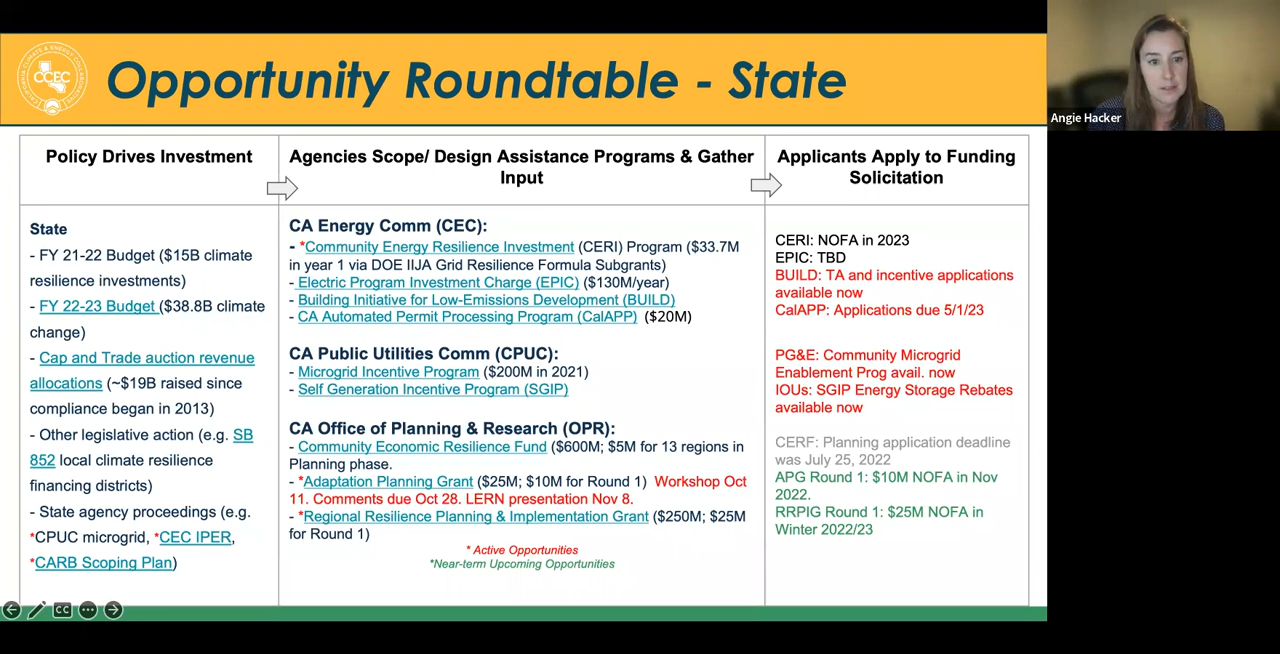 Opportunity Roundtable - State
CCEC
Angie Hacker
Policy Drives Investment
Agencies Scope/ Design Assistance Programs & Gather
Input
Applicants Apply to Funding
Solicitation
State
- FY 21-22 Budget ($15B climate
resilience investments)
- FY 22-23 Budget ($38.8B climate
change)
- Cap and Trade auction revenue
allocations (~$19B raised since
compliance began in 2013)
- Other legislative action (e.g. SB
852 local climate resilience
financing districts)
- State agency proceedings (e.g.
*CPUC microgrid, *CEC IPER,
*CARB Scoping Plan)
CA Energy Comm (CEC):
- *Community Energy Resilience Investment (CERI) Program ($33.7M
in year 1 via DOE IIJA Grid Resilience Formula Subgrants)
- Electric Program Investment Charge (EPIC) ($130M/year)
- Building Initiative for Low-Emissions Development (BUILD)
- CA Automated Permit Processing Program (CalAPP) ($20M)
CA Public Utilities Comm (CPUC):
- Microgrid Incentive Program ($200M in 2021)
- Self Generation Incentive Program (SGIP)
CA Office of Planning & Research (OPR):
- Community Economic Resilience Fund ($600M; $5M for 13 regions in
Planning phase.
- *Adaptation Planning Grant ($25M; $10M for Round 1) Workshop Oct
11. Comments due Oct 28. LERN presentation Nov 8.
- *Regional Resilience Planning & Implementation Grant ($250M; $25M
for Round 1)
* Active Opportunities
*Near-term Upcoming Opportunities
CERI: NOFA in 2023
EPIC: TBD
BUILD: TA and incentive applications
available now
CalAPP: Applications due 5/1/23
PG&E: Community Microgrid
Enablement Prog avail. now
IOUs: SGIP Energy Storage Rebates
available now
CERF: Planning application deadline
was July 25, 2022
APG Round 1: $10M NOFA in Nov
2022.
RRPIG Round 1: $25M NOFA in
Winter 2022/23
CC